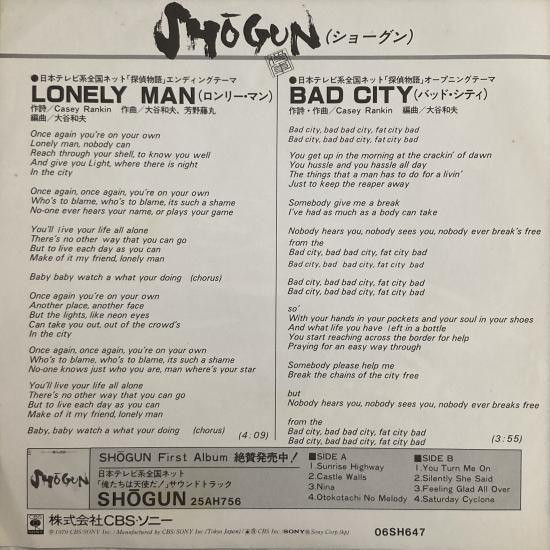 SHŌGUN(ショーグン)
●日本テレビ系全国ネット「探偵物語」エンディングテーマ
LONELY MAN(ロンリー・マン)
作詩/Casey Rankin 作曲/大谷和夫、芳野藤丸
編曲/大谷和夫
Once again you're on your own
Lonely man, nobody can
Reach through your shell, to know you well
And give you Light, where there is night
In the city
Once again, once again, you're on your own
Who's to blame, who's to blame, its such a shame
No-one ever hears your name, or plays your game
You'll live your life all alone
There's no other way that you can go
But to live each day as you can
Make of it my friend, lonely man
Baby baby watch a what your doing (chorus)
Once again you're on your own
Another place, another face
But the lights, like neon eyes
Can take you out, out of the crowd's
In the city
Once again, once again, you're on your own
Who's to blame, who's to blame, its such a shame
No-one knows just who you are, man where's your star
You'll live your life all alone
There's no other way that you can go
But to live each day as you can
Make of it my friend, lonely man
Baby, baby watch a what your doing (chorus)
(4:09)
●日本テレビ系全国ネット「探偵物語」オープニングテーマ
BAD CITY(バッド・シティ)
作詩・作曲/Casey Rankin 編曲/大谷和夫
Bad city, bad bad city, fat city bad
Bad city, bad bad city, fat city bad
You get up in the morning at the crackin' of dawn
You hussle and you hassle all day
The things that a man has to do for a livin'
Just to keep the reaper away
Somebody give me a break
I've had as much as a body can take
Nobody hears you, nobody sees you, nobody ever break's free
from the
Bad city, bad bad city, fat city bad
Bad city, bad bad city, fat city bad
Bad city, bad bad city, fat city bad
Bad city, bad bad city, fat city bad
so'
With your hands in your pockets and your soul in your shoes
And what life you have left in a bottle
You start reaching across the border for help
Praying for an easy way through
Somebody please help me
Break the chains of the city free
but
Nobody hears you, nobody sees you, nobody ever breaks free
from the
Bad city, bad bad city, fat city bad
Bad city, bad bad city, fat city bad
(3:55)
SHŌGUN
SHŌGUN First Album 絶賛発売中!
日本テレビ系全国ネット
「俺たちは天使だ!」サウンドトラック
SHŌGUN 25AH756
■SIDE A
1.Sunrise Highway
2.Castle Walls
3.Nina
4.Otokotachi No Melody
■SIDE B
1.You Turn Me On
2.Silently She Said
3.Feeling Glad All Over
4.Saturday Cyclone
株式会社CBS・ソニー
℗1979 CBS/SONY Inc./Manufactured by CBS/SONY Inc./Tokyo Japan/
06SH647